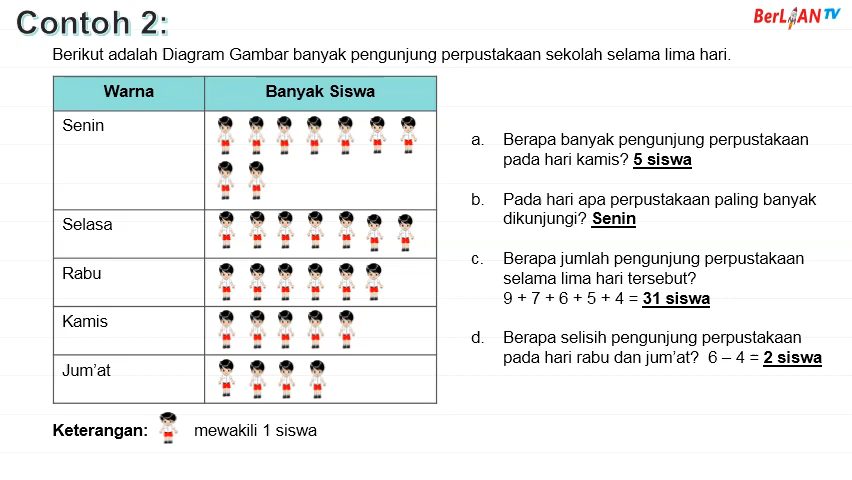 Contoh 2:
BerLIAN TV
Berikut adalah Diagram Gambar banyak pengunjung perpustakaan sekolah selama lima hari.
Warna Banyak Siswa
Senin
Selasa
Rabu
Kamis
Jum’at
Keterangan: mewakili 1 siswa
a. Berapa banyak pengunjung perpustakaan
pada hari kamis? 5 siswa
b. Pada hari apa perpustakaan paling banyak
dikunjungi? Senin
c. Berapa jumlah pengunjung perpustakaan
selama lima hari tersebut?
9 + 7 + 6 + 5 + 4 = 31 siswa
d. Berapa selisih pengunjung perpustakaan
pada hari rabu dan jum’at? 6 – 4 = 2 siswa